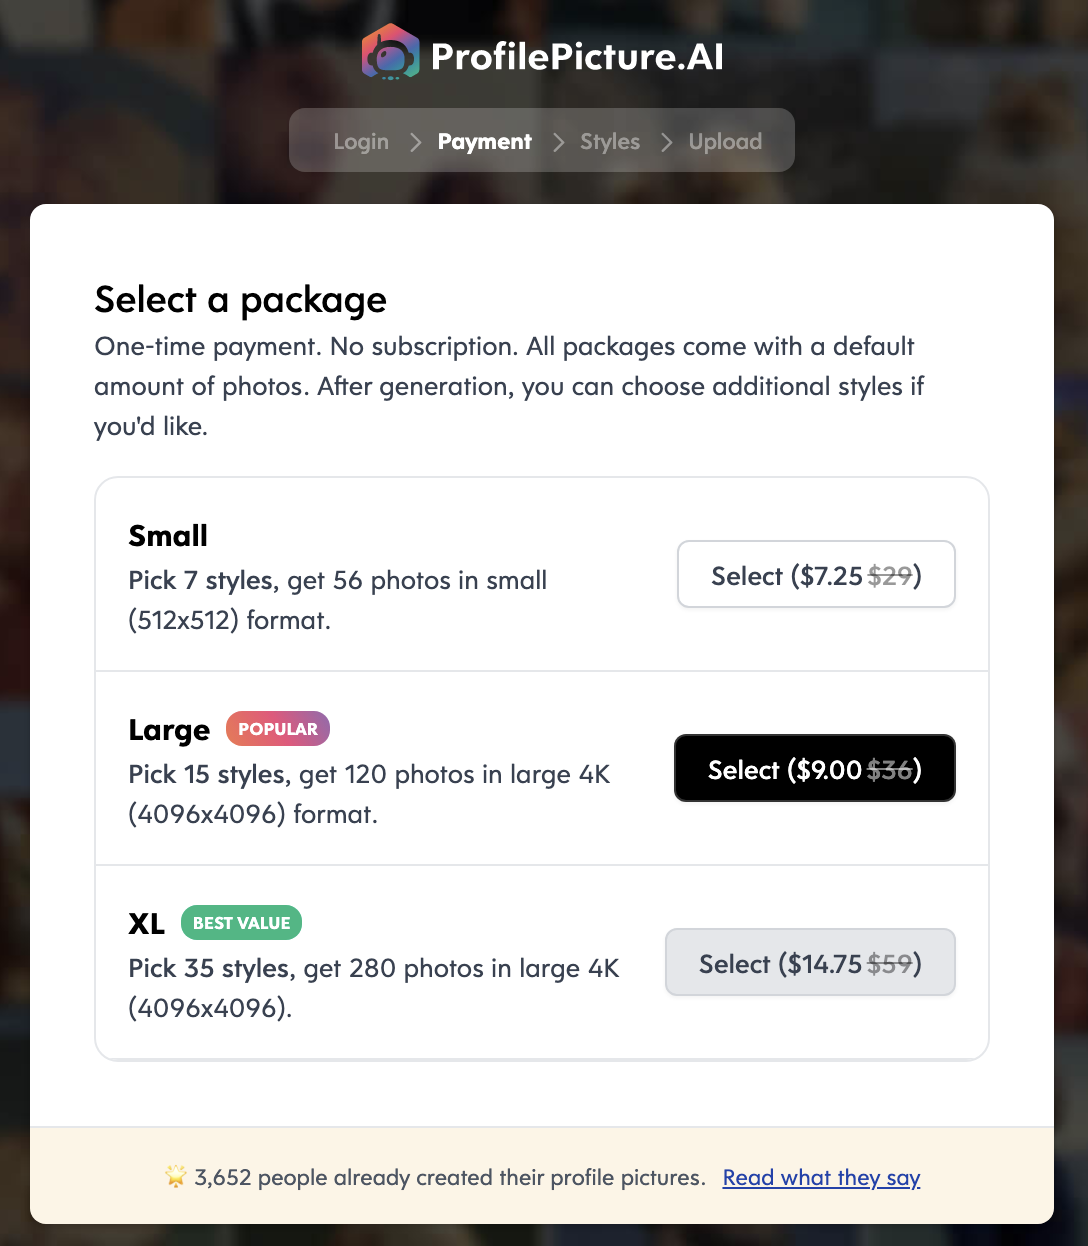 ProfilePicture.AI
Login > Payment > Styles > Upload
Select a package
One-time payment. No subscription. All packages come with a default
amount of photos. After generation, you can choose additional styles if
you'd like.
Small
Pick 7 styles, get 56 photos in small
(512x512) format.
Select ($7.25 $29)
Large POPULAR
Pick 15 styles, get 120 photos in large 4K
(4096x4096) format.
Select ($9.00 $36)
XL BEST VALUE
Pick 35 styles, get 280 photos in large 4K
(4096x4096).
Select ($14.75 $59)
🌟 3,652 people already created their profile pictures. Read what they say